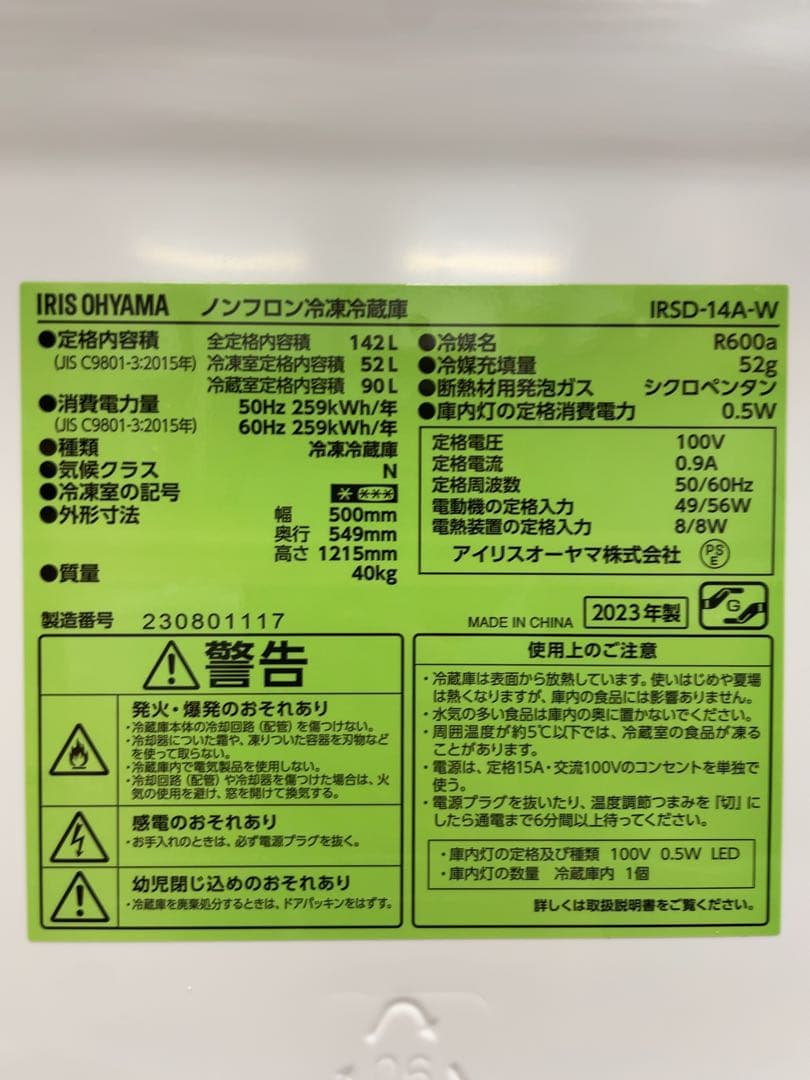 IRIS OHYAMA ノンフロン冷凍冷蔵庫 IRSD-14A-W
●定格内容積 全定格内容積 142L
(JIS C9801-3:2015年) 冷凍室定格内容積 52L
冷蔵室定格内容積 90L
●消費電力量 50Hz 259kWh/年
(JIS C9801-3:2015年) 60Hz 259kWh/年
●種類 冷凍冷蔵庫
●気候クラス N
●冷凍室の記号
●外形寸法 幅 500mm
奥行 549mm
高さ 1215mm
●質量 40kg
●冷媒名 R600a
●冷媒充填量 52g
●断熱材用発泡ガス シクロペンタン
●庫内灯の定格消費電力 0.5W
定格電圧 100V
定格電流 0.9A
定格周波数 50/60Hz
電動機の定格入力 49/56W
電熱装置の定格入力 8/8W
アイリスオーヤマ株式会社 PSE
製造番号 230801117
MADE IN CHINA 2023年製 G
警告
発火・爆発のおそれあり
・冷蔵庫本体の冷却回路(配管)を傷つけない。
・冷却器についた霜や、凍りついた容器を刃物など
を使って取らない。
・冷蔵庫内で電気製品を使用しない。
・冷却回路(配管)や冷却器を傷つけた場合は、火
気の使用を避け、窓を開けて換気する。
感電のおそれあり
・お手入れのときは、必ず電源プラグを抜く。
幼児閉じ込めのおそれあり
・冷蔵庫を廃棄処分するときは、ドアパッキンをはずす。
使用上のご注意
・冷蔵庫は表面から放熱しています。使いはじめや夏場
は熱くなりますが、庫内の食品には影響ありません。
・水気の多い食品は庫内の奥に置かないでください。
・周囲温度が約5℃以下では、冷蔵室の食品が凍る
ことがあります。
・電源は、定格15A・交流100Vのコンセントを単独で
使う。
・電源プラグを抜いたり、温度調節つまみを「切」に
したら通電まで6分間以上待ってください。
・庫内灯の定格及び種類 100V 0.5W LED
・庫内灯の数量 冷蔵庫内 1個
詳しくは取扱説明書をご覧ください。